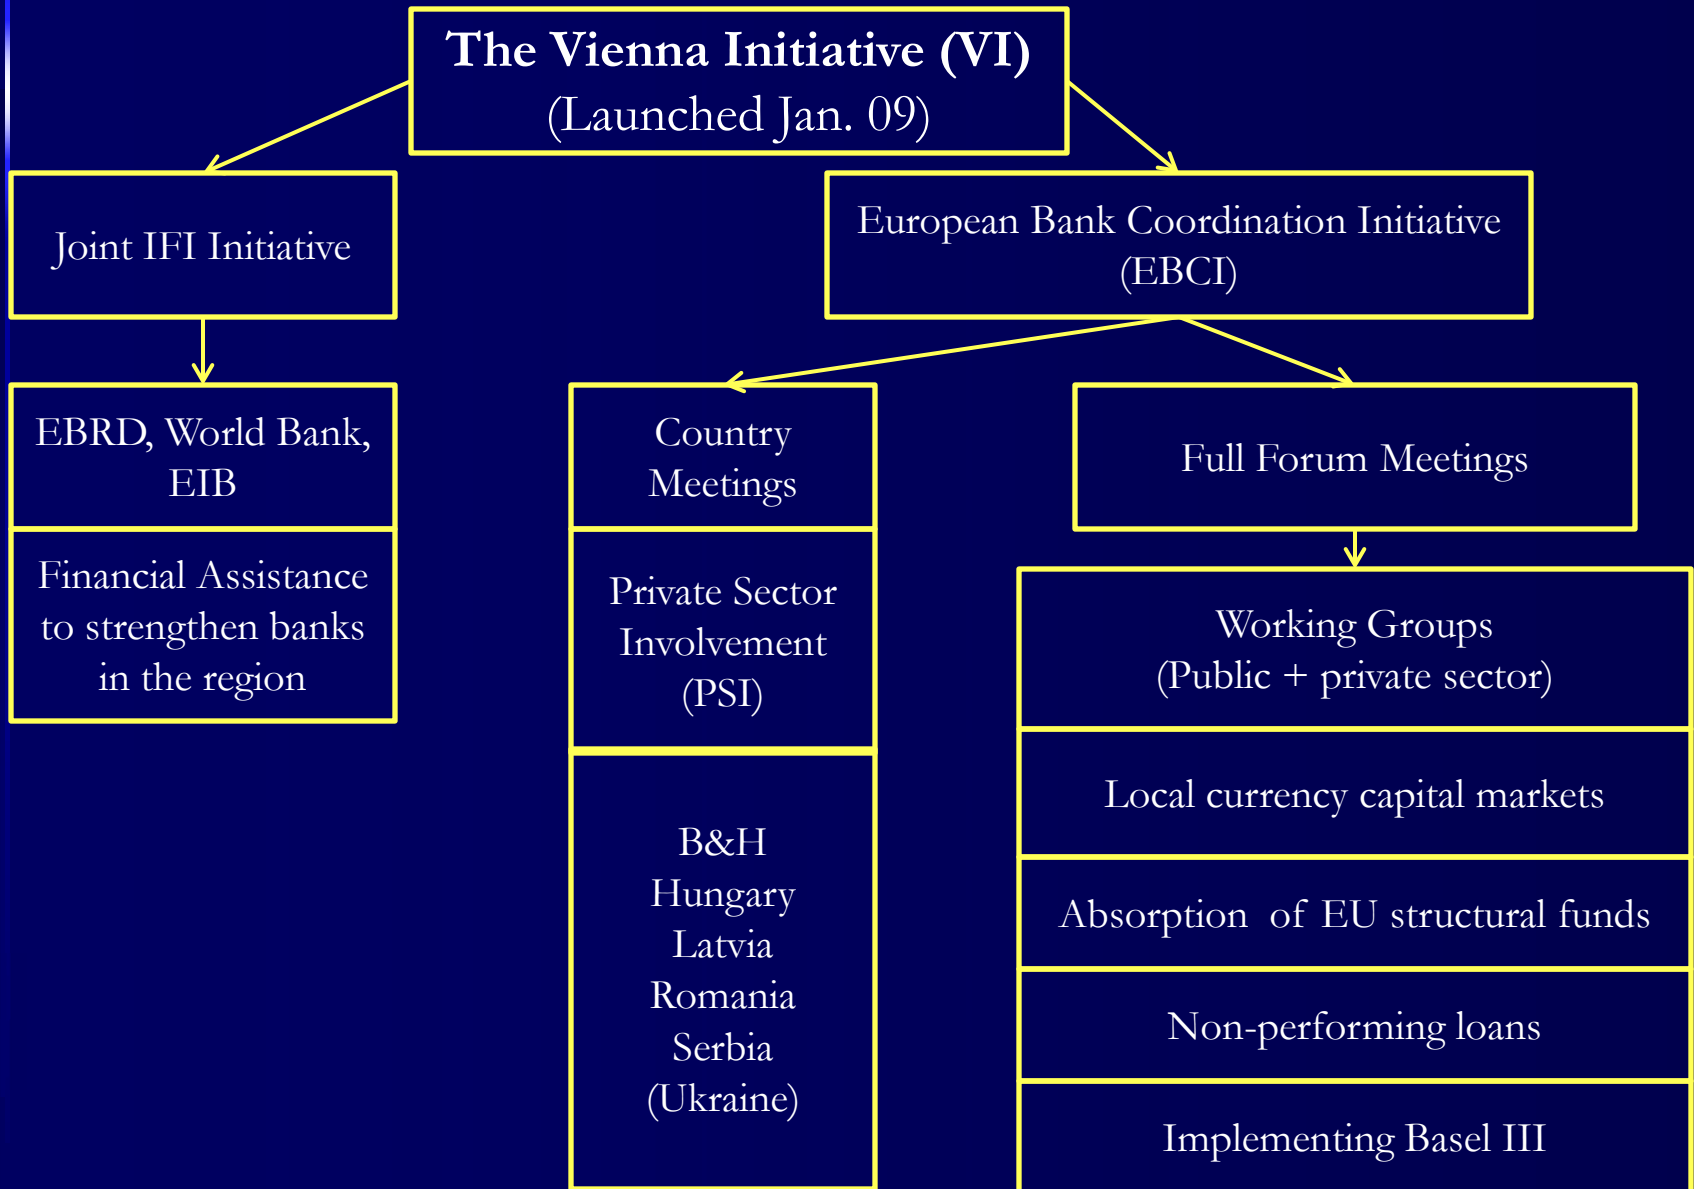 The Vienna Initiative (VI)
(Launched Jan. 09)
Joint IFI Initiative
European Bank Coordination Initiative
(EBCI)
EBRD, World Bank,
EIB
Financial Assistance
to strengthen banks
in the region
Country
Meetings
Private Sector
Involvement
(PSI)
B&H
Hungary
Latvia
Romania
Serbia
(Ukraine)
Full Forum Meetings
Working Groups
(Public + private sector)
Local currency capital markets
Absorption of EU structural funds
Non-performing loans
Implementing Basel III